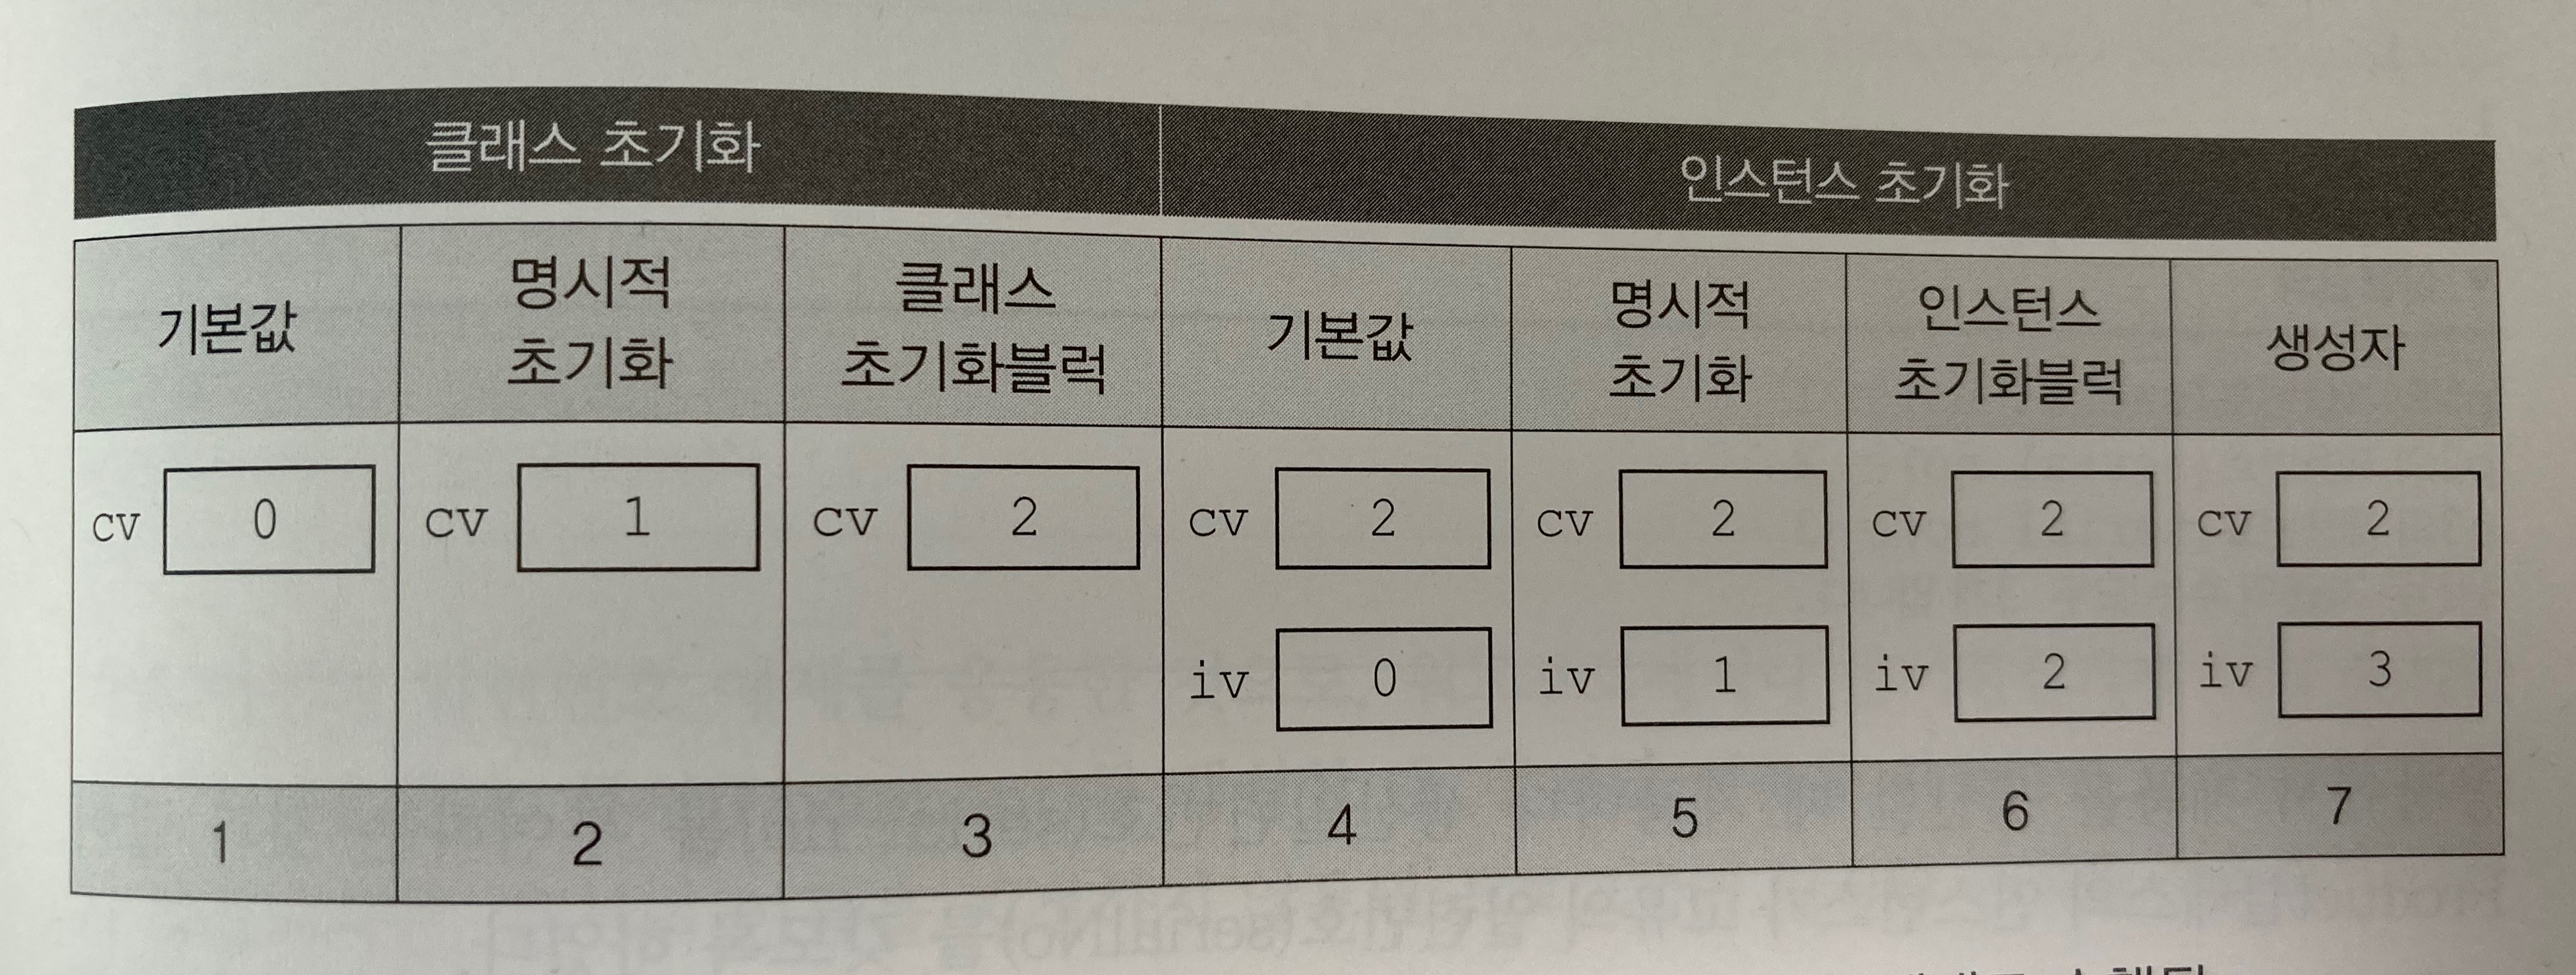 클래스 초기화 인스턴스 초기화
기본값 명시적 초기화 클래스 초기화블럭 기본값 명시적 초기화 인스턴스 초기화블럭 생성자
cv 0 cv 1 cv 2 cv 2 cv 2 cv 2 cv 2
iv 0 iv 1 iv 2 iv 3
1 2 3 4 5 6 7